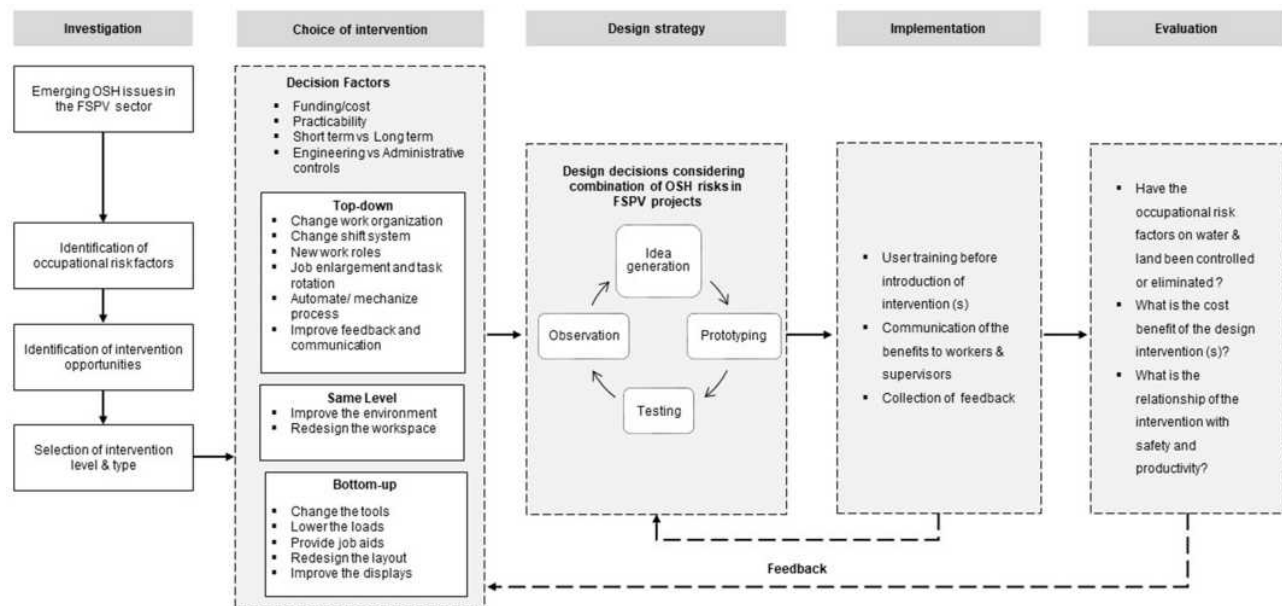 Investigation
Choice of intervention
Design strategy
Implementation
Evaluation
Emerging OSH issues in
the FSPV sector
Identification of
occupational risk factors
Identification of intervention
opportunities
Selection of intervention
level & type
Decision Factors
▪ Funding/cost
▪ Practicability
▪ Short term vs Long term
▪ Engineering vs Administrative
controls
Top-down
▪ Change work organization
▪ Change shift system
▪ New work roles
▪ Job enlargement and task
rotation
▪ Automate/ mechanize
process
▪ Improve feedback and
communication
Same Level
▪ Improve the environment
▪ Redesign the workspace
Bottom-up
▪ Change the tools
▪ Lower the loads
▪ Provide job aids
▪ Redesign the layout
▪ Improve the displays
Design decisions considering
combination of OSH risks in
FSPV projects
Idea
generation
Observation
Prototyping
Testing
▪ User training before
introduction of
intervention (s)
▪ Communication of the
benefits to workers &
supervisors
▪ Collection of feedback
▪ Have the
occupational risk
factors on water &
land been controlled
or eliminated ?
▪ What is the cost
benefit of the design
intervention (s)?
▪ What is the
relationship of the
intervention with
safety and
productivity?
Feedback